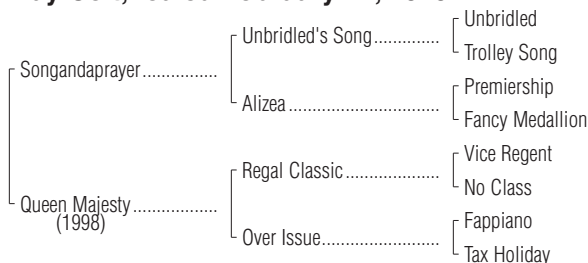 Unbridled
Unbridled's Song
Trolley Song
Songandaprayer
Premiership
Alizea
Fancy Medallion
Vice Regent
Regal Classic
No Class
Queen Majesty
(1998)
Fappiano
Over Issue
Tax Holiday